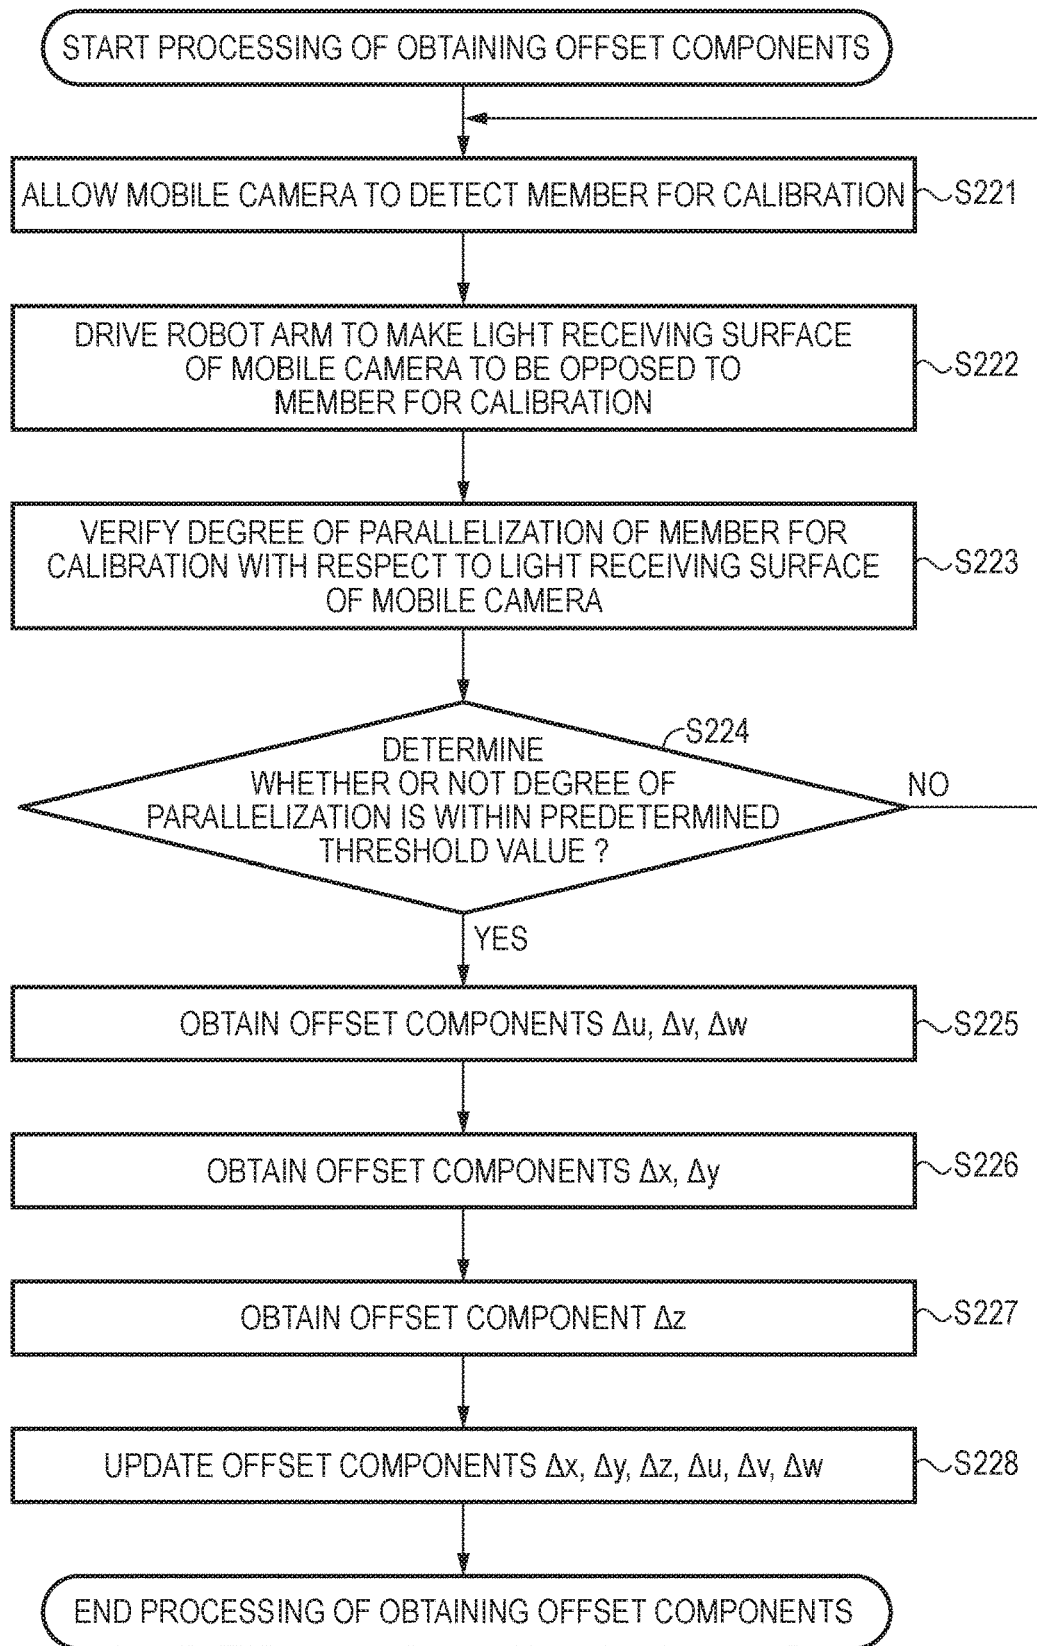 START PROCESSING OF OBTAINING OFFSET COMPONENTS
ALLOW MOBILE CAMERA TO DETECT MEMBER FOR CALIBRATION
S221
DRIVE ROBOT ARM TO MAKE LIGHT RECEIVING SURFACE
OF MOBILE CAMERA TO BE OPPOSED TO
MEMBER FOR CALIBRATION
S222
VERIFY DEGREE OF PARALLELIZATION OF MEMBER FOR
CALIBRATION WITH RESPECT TO LIGHT RECEIVING SURFACE
OF MOBILE CAMERA
S223
S224
DETERMINE
WHETHER OR NOT DEGREE OF
PARALLELIZATION IS WITHIN PREDETERMINED
THRESHOLD VALUE ?
NO
YES
OBTAIN OFFSET COMPONENTS Δu, Δv, Δw
S225
OBTAIN OFFSET COMPONENTS Δx, Δy
S226
OBTAIN OFFSET COMPONENT Δz
S227
UPDATE OFFSET COMPONENTS Δx, Δy, Δz, Δu, Δv, Δw
S228
END PROCESSING OF OBTAINING OFFSET COMPONENTS